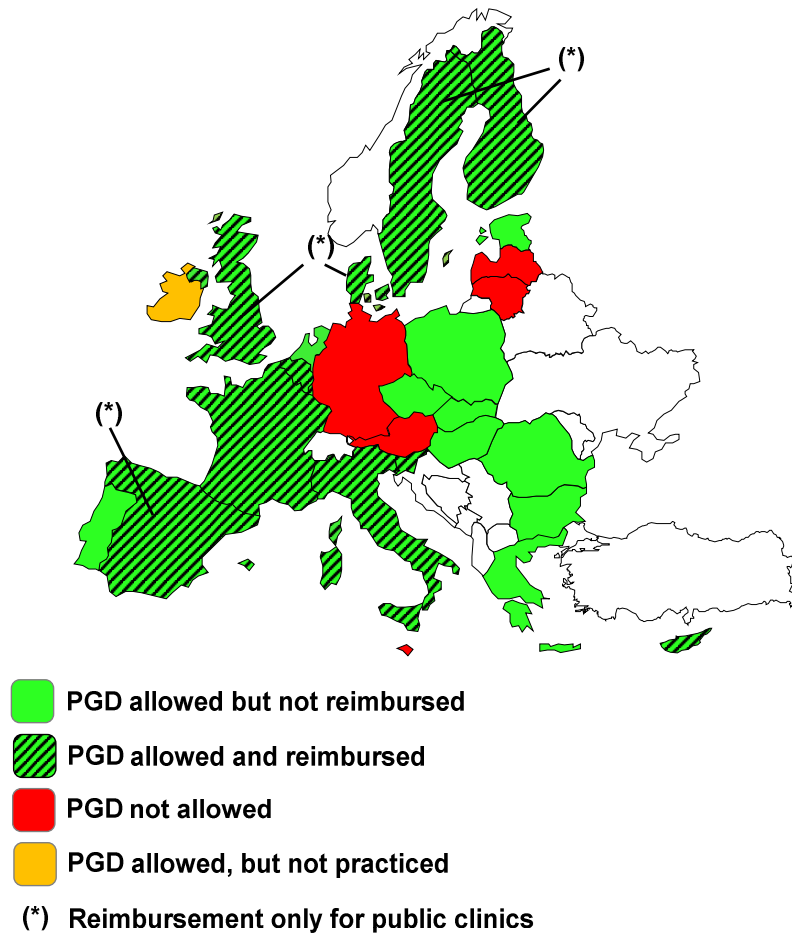 (*)
(*)
(*)
PGD allowed but not reimbursed
PGD allowed and reimbursed
PGD not allowed
PGD allowed, but not practiced
(*) Reimbursement only for public clinics